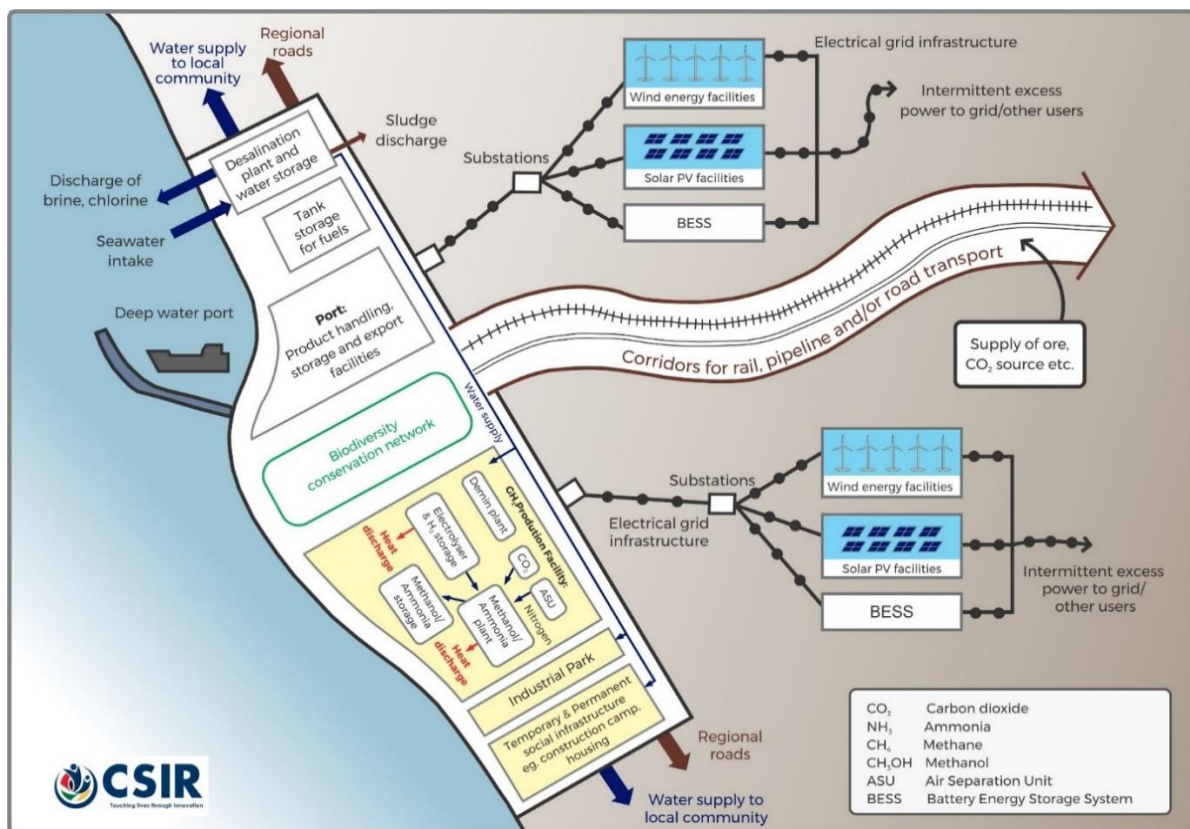 Water supply
to local
community
Regional
roads
Desalination
plant and
water storage
Sludge
discharge
Discharge of
brine, chlorine
Seawater
intake
Tank
storage
for fuels
Deep water port
Port:
Product handling,
storage and export
facilities
Biodiversity
conservation network
Water supply
Substations
Wind energy facilities
Solar PV facilities
BESS
Electrical grid infrastructure
Intermittent excess
power to grid/other users
Corridors for rail, pipeline and/or road transport
Supply of ore,
CO₂ source etc.
GH₂Prodution Facility:
Demin plant
Electrolyser
& H₂ storage
Heat
discharge
CO₂
ASU
Nitrogen
Methanol/
Ammonia
plant
Methanol/
Ammonia
storage
Heat
discharge
Industrial Park
Temporary & Permanent
social infrastructure
eg. construction camp,
housing
Substations
Electrical grid
infrastructure
Wind energy facilities
Solar PV facilities
BESS
Intermittent excess
power to grid/
other users
Regional
roads
Water supply to
local community
CO₂ Carbon dioxide
NH₃ Ammonia
CH₄ Methane
CH₃OH Methanol
ASU Air Separation Unit
BESS Battery Energy Storage System
CSIR
Touching lives through innovation